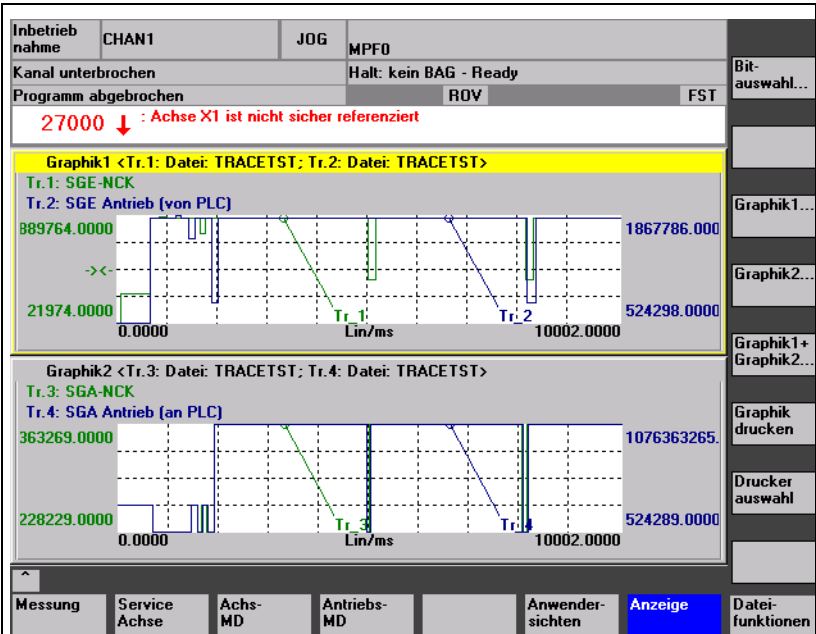 Inbetrieb
nahme
CHAN1
JOG
MPF0
Kanal unterbrochen
Halt: kein BAG - Ready
Programm abgebrochen
ROV
FST
27000 ↓ : Achse X1 ist nicht sicher referenziert
Graphik1 <Tr.1: Datei: TRACETST; Tr.2: Datei: TRACETST>
Tr.1: SGE-NCK
Tr.2: SGE Antrieb (von PLC)
889764.0000
1867786.000
-><-
21974.0000
Tr_1
Tr_2
524298.0000
0.0000
Lin/ms
10002.0000
Graphik2 <Tr.3: Datei: TRACETST; Tr.4: Datei: TRACETST>
Tr.3: SGA-NCK
Tr.4: SGA Antrieb (an PLC)
363269.0000
1076363265.
228229.0000
Tr_3
Tr_4
524289.0000
0.0000
Lin/ms
10002.0000
Bit-
auswahl...
Graphik1...
Graphik2...
Graphik1+
Graphik2...
Graphik
drucken
Drucker
auswahl
^
Messung
Service
Achse
Achs-
MD
Antriebs-
MD
Anwender-
sichten
Anzeige
Datei-
funktionen